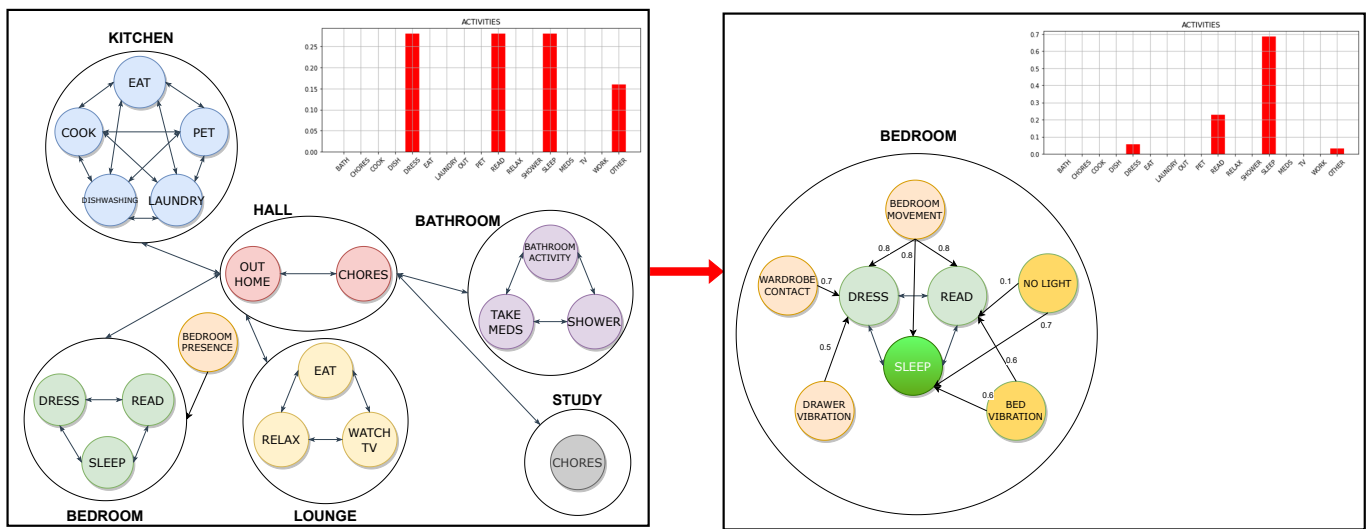 ACTIVITIES
0.25
0.20
0.15
0.10
0.05
0.00
BATH
CHORES
COOK
DISH
DRESS
EAT
LAUNDRY
OUT
PET
READ
RELAX
SHOWER
SLEEP
MEDS
TV
WORK
OTHER
KITCHEN
EAT
COOK
PET
DISHWASHING
LAUNDRY
HALL
OUT
HOME
CHORES
BATHROOM
BATHROOM
ACTIVITY
TAKE
MEDS
SHOWER
BEDROOM
PRESENCE
DRESS
READ
SLEEP
BEDROOM
EAT
RELAX
WATCH
TV
LOUNGE
STUDY
CHORES
ACTIVITIES
0.7
0.6
0.5
0.4
0.3
0.2
0.1
0.0
BATH
CHORES
COOK
DISH
DRESS
EAT
LAUNDRY
OUT
PET
READ
RELAX
SHOWER
SLEEP
MEDS
TV
WORK
OTHER
BEDROOM
BEDROOM
MOVEMENT
0.8
0.8
0.8
WARDROBE
CONTACT
0.7
DRESS
READ
0.1
NO LIGHT
0.7
SLEEP
0.5
0.6
0.6
DRAWER
VIBRATION
BED
VIBRATION